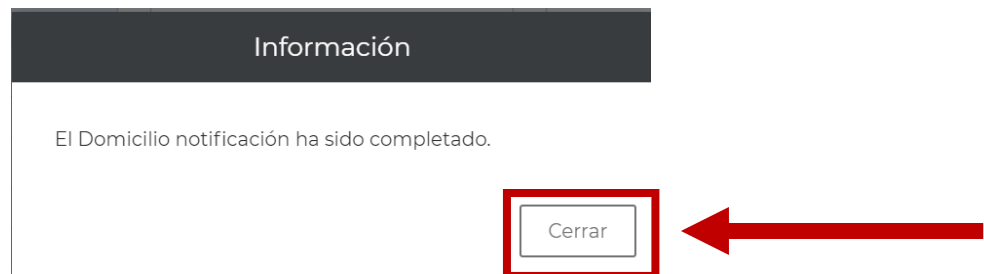 Información
El Domicilio notificación ha sido completado.
Cerrar